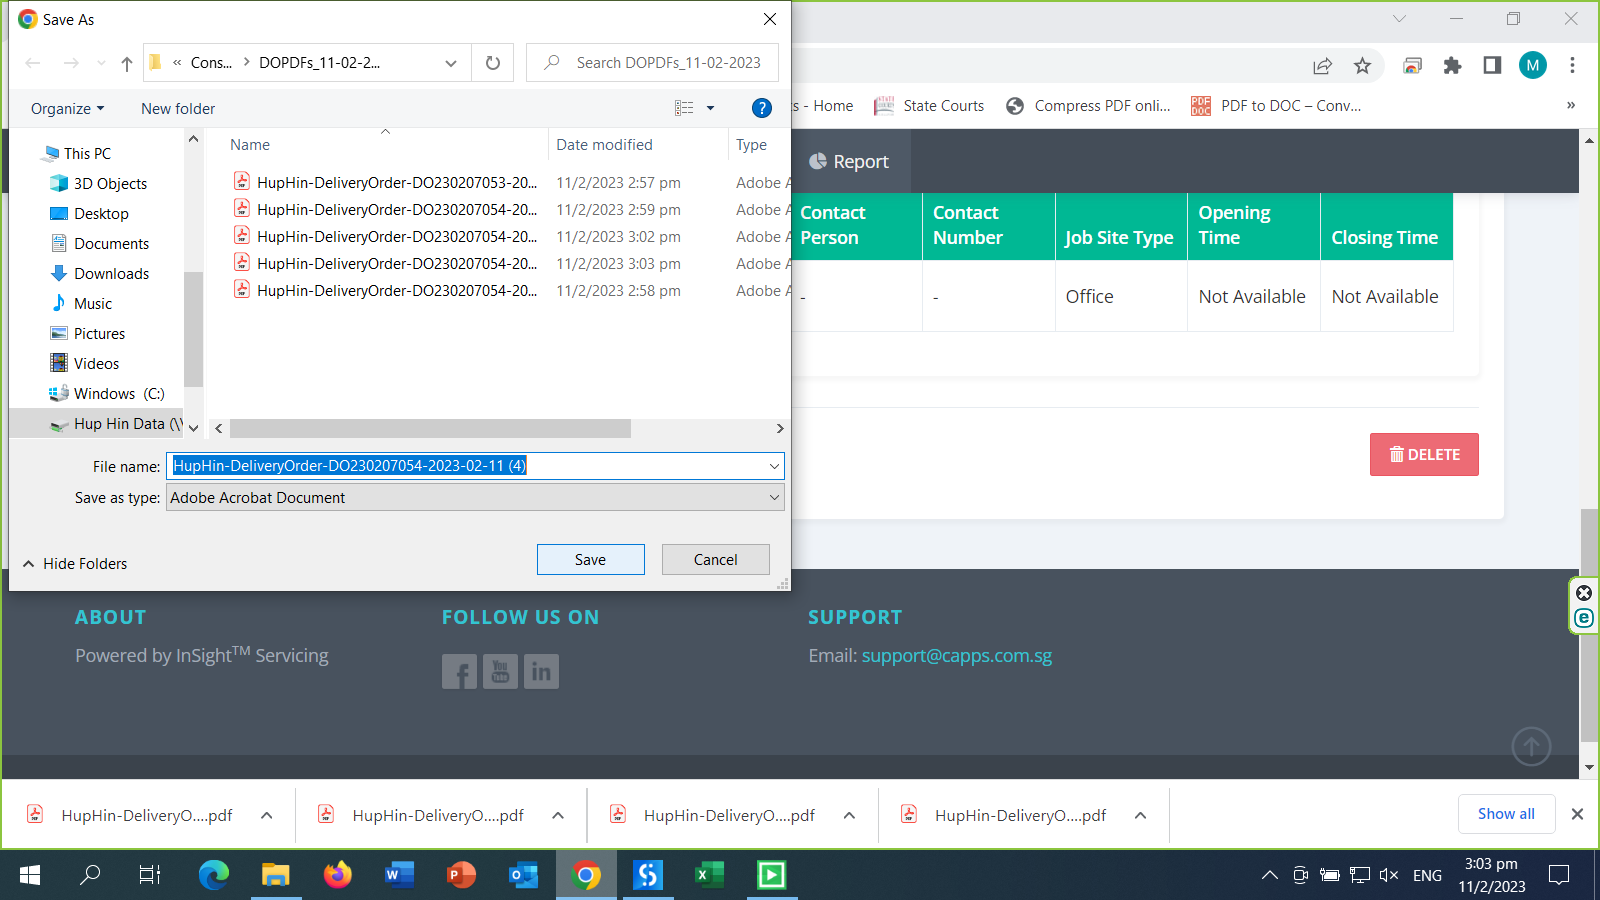 Save As
« Cons... > DOPDFs_11-02-2...
Search DOPDFs_11-02-2023
Organize
New folder
?
This PC
3D Objects
Desktop
Documents
Downloads
Music
Pictures
Videos
Windows (C:)
Hup Hin Data (\\
Name Date modified Type
HupHin-DeliveryOrder-DO230207053-20... 11/2/2023 2:57 pm Adobe A
HupHin-DeliveryOrder-DO230207054-20... 11/2/2023 2:59 pm Adobe A
HupHin-DeliveryOrder-DO230207054-20... 11/2/2023 3:02 pm Adobe A
HupHin-DeliveryOrder-DO230207054-20... 11/2/2023 3:03 pm Adobe A
HupHin-DeliveryOrder-DO230207054-20... 11/2/2023 2:58 pm Adobe A
File name: HupHin-DeliveryOrder-DO230207054-2023-02-11 (4)
Save as type: Adobe Acrobat Document
Hide Folders
Save
Cancel
M
s - Home
State Courts
Compress PDF onli...
PDF to DOC – Conv...
»
Report
Contact Person
Contact Number
Job Site Type
Opening Time
Closing Time
- - Office Not Available Not Available
DELETE
ABOUT
Powered by InSight™ Servicing
FOLLOW US ON
You Tube
in
SUPPORT
Email: support@capps.com.sg
HupHin-DeliveryO....pdf
HupHin-DeliveryO....pdf
HupHin-DeliveryO....pdf
HupHin-DeliveryO....pdf
Show all
ENG
3:03 pm
11/2/2023